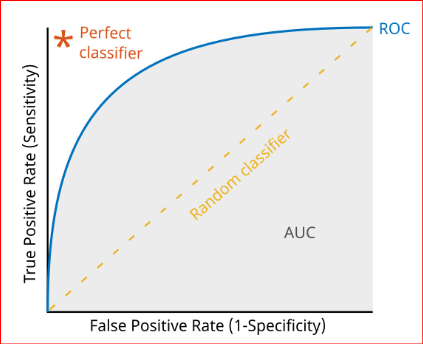 * Perfect
classifier
ROC
True Positive Rate (Sensitivity)
Random classifier
AUC
False Positive Rate (1-Specificity)